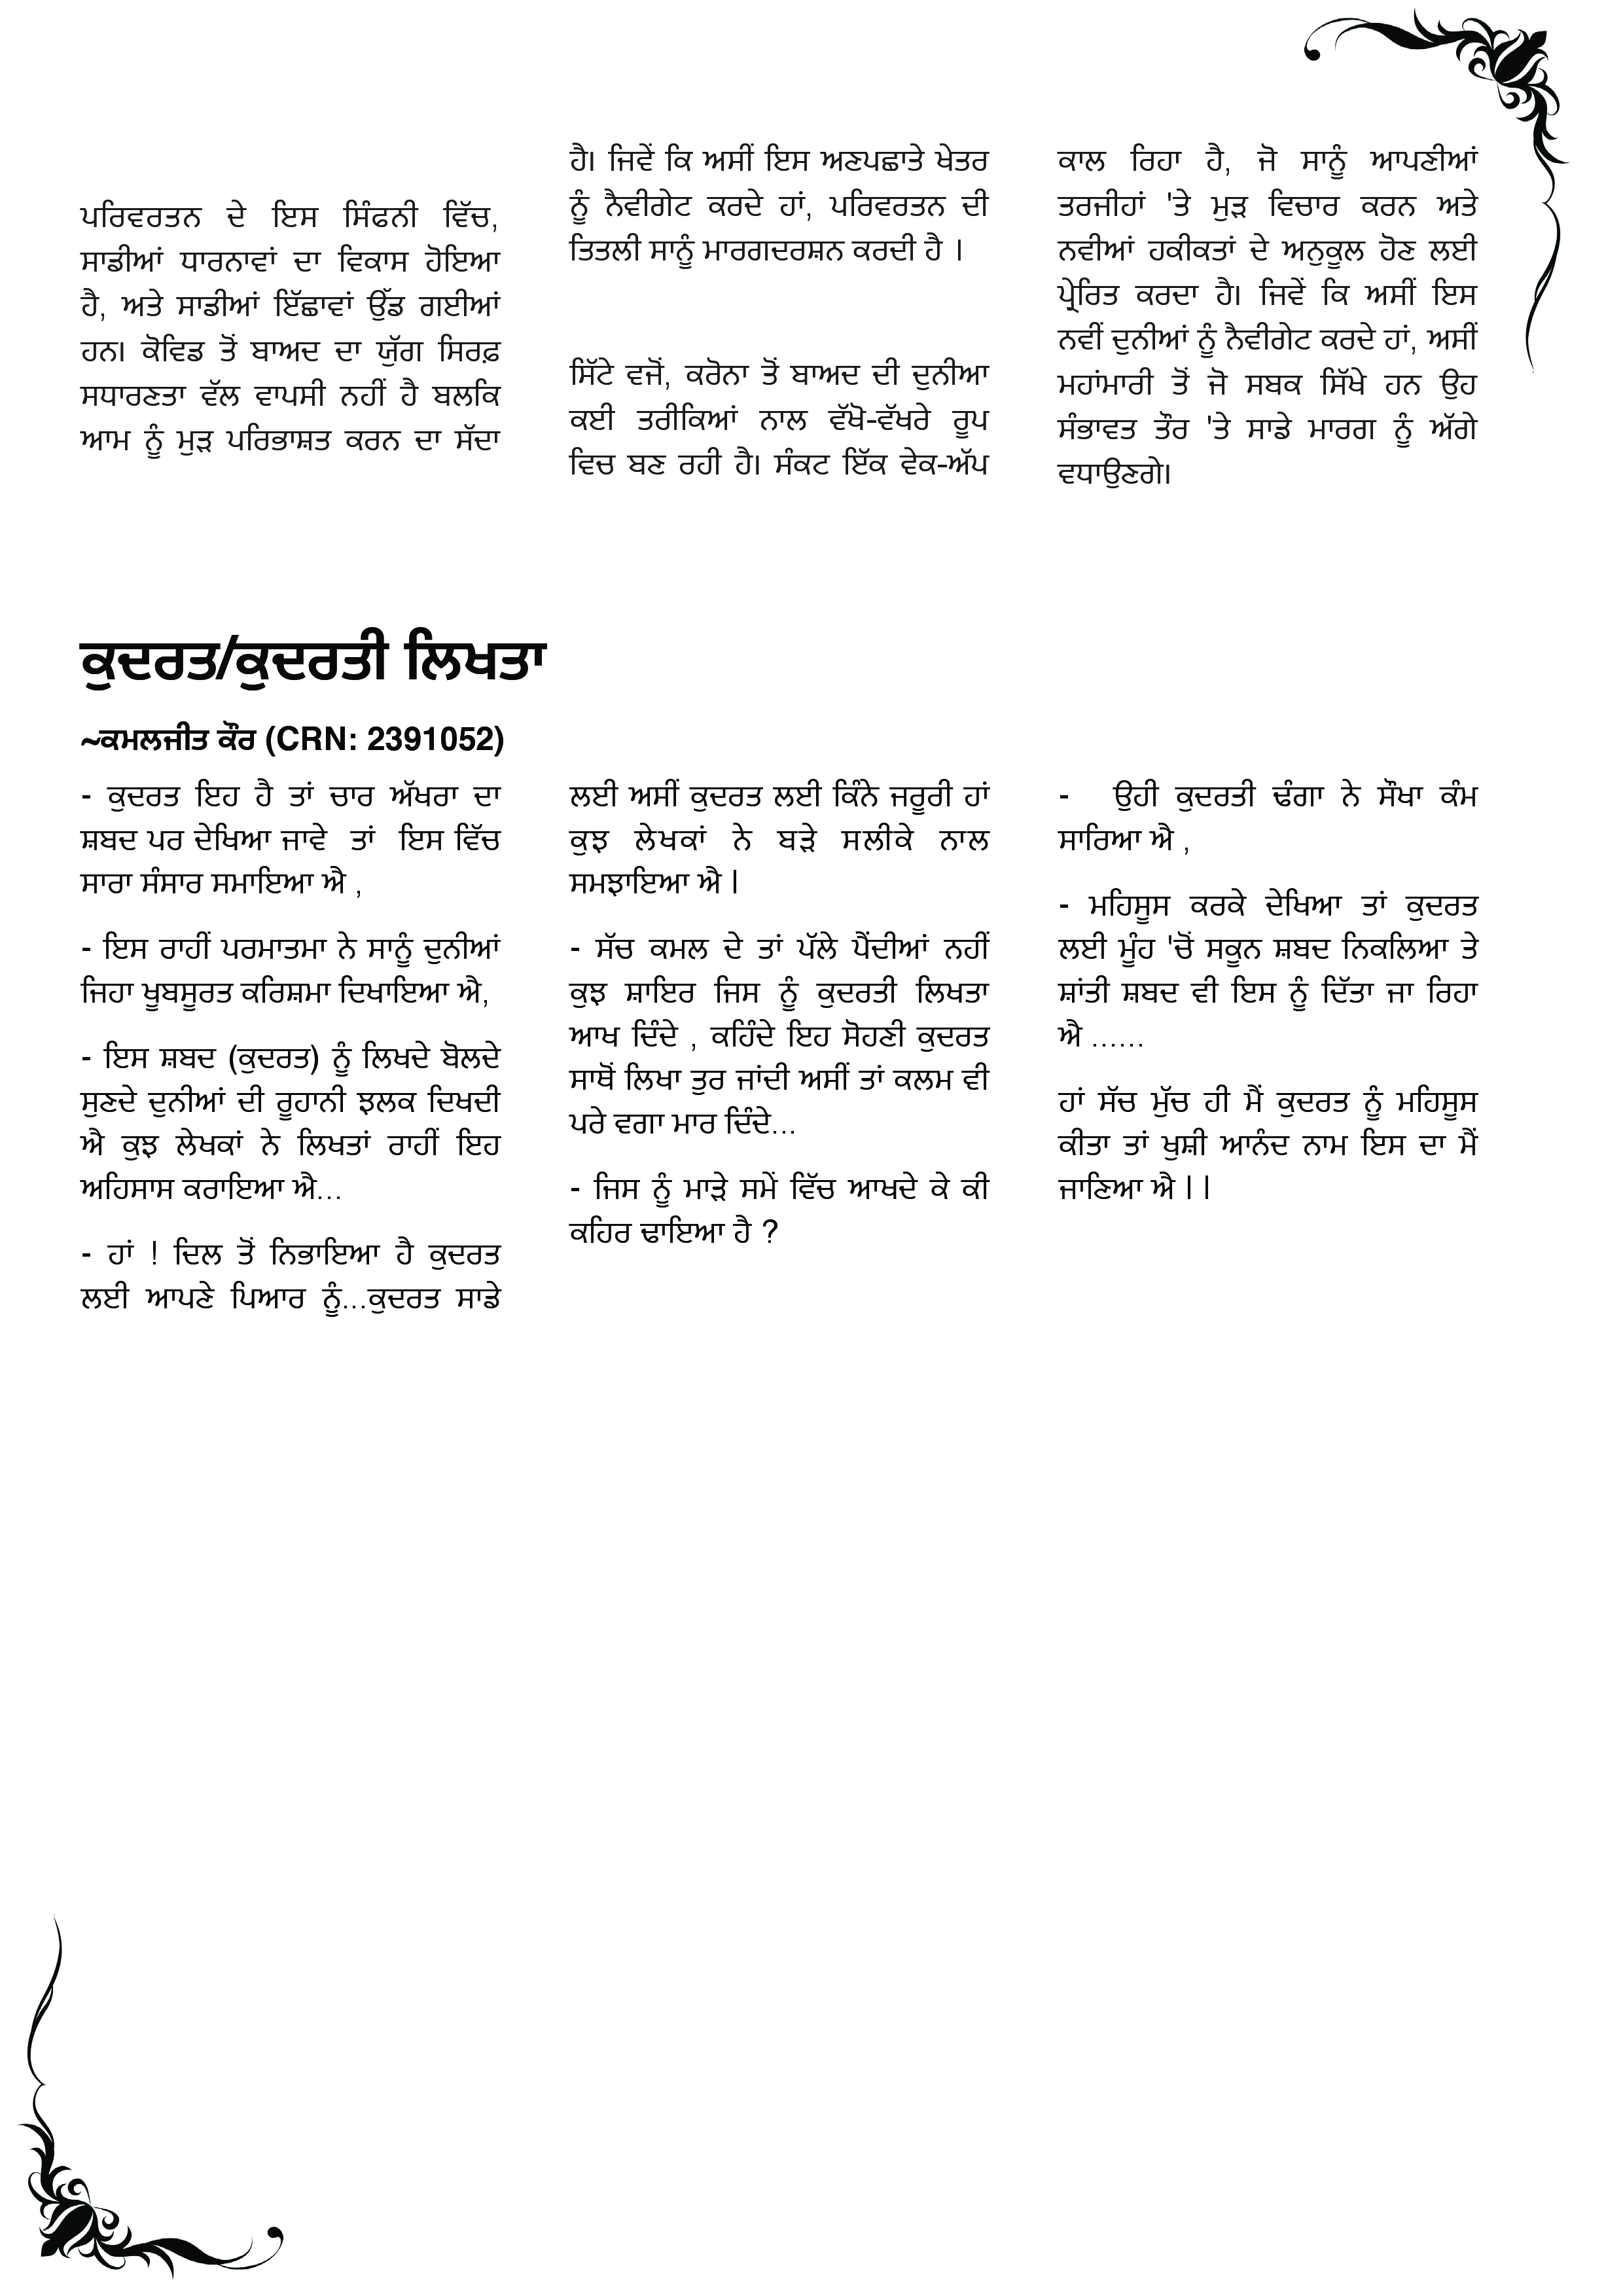 ਪਰਿਵਰਤਨ ਦੇ ਇਸ ਸਿੰਫਨੀ ਵਿੱਚ,
ਸਾਡੀਆਂ ਧਾਰਨਾਵਾਂ ਦਾ ਵਿਕਾਸ ਹੋਇਆ
ਹੈ, ਅਤੇ ਸਾਡੀਆਂ ਇੱਛਾਵਾਂ ਉੱਡ ਗਈਆਂ
ਹਨ। ਕੋਵਿਡ ਤੋਂ ਬਾਅਦ ਦਾ ਯੁੱਗ ਸਿਰਫ਼
ਸਧਾਰਣਤਾ ਵੱਲ ਵਾਪਸੀ ਨਹੀਂ ਹੈ ਬਲਕਿ
ਆਮ ਨੂੰ ਮੁੜ ਪਰਿਭਾਸ਼ਤ ਕਰਨ ਦਾ ਸੱਦਾ
ਹੈ। ਜਿਵੇਂ ਕਿ ਅਸੀਂ ਇਸ ਅਣਪਛਾਤੇ ਖੇਤਰ
ਨੂੰ ਨੈਵੀਗੇਟ ਕਰਦੇ ਹਾਂ, ਪਰਿਵਰਤਨ ਦੀ
ਤਿਤਲੀ ਸਾਨੂੰ ਮਾਰਗਦਰਸ਼ਨ ਕਰਦੀ ਹੈ ।
ਸਿੱਟੇ ਵਜੋਂ, ਕਰੋਨਾ ਤੋਂ ਬਾਅਦ ਦੀ ਦੁਨੀਆ
ਕਈ ਤਰੀਕਿਆਂ ਨਾਲ ਵੱਖੋ-ਵੱਖਰੇ ਰੂਪ
ਵਿਚ ਬਣ ਰਹੀ ਹੈ। ਸੰਕਟ ਇੱਕ ਵੇਕ-ਅੱਪ
ਕਾਲ ਰਿਹਾ ਹੈ, ਜੋ ਸਾਨੂੰ ਆਪਣੀਆਂ
ਤਰਜੀਹਾਂ 'ਤੇ ਮੁੜ ਵਿਚਾਰ ਕਰਨ ਅਤੇ
ਨਵੀਆਂ ਹਕੀਕਤਾਂ ਦੇ ਅਨੁਕੂਲ ਹੋਣ ਲਈ
ਪ੍ਰੇਰਿਤ ਕਰਦਾ ਹੈ। ਜਿਵੇਂ ਕਿ ਅਸੀਂ ਇਸ
ਨਵੀਂ ਦੁਨੀਆਂ ਨੂੰ ਨੈਵੀਗੇਟ ਕਰਦੇ ਹਾਂ, ਅਸੀਂ
ਮਹਾਂਮਾਰੀ ਤੋਂ ਜੋ ਸਬਕ ਸਿੱਖੇ ਹਨ ਉਹ
ਸੰਭਾਵਤ ਤੌਰ 'ਤੇ ਸਾਡੇ ਮਾਰਗ ਨੂੰ ਅੱਗੇ
ਵਧਾਉਣਗੇ।
ਕੁਦਰਤ/ਕੁਦਰਤੀ ਲਿਖਤਾ
~ਕਮਲਜੀਤ ਕੌਰ (CRN: 2391052)
- ਕੁਦਰਤ ਇਹ ਹੈ ਤਾਂ ਚਾਰ ਅੱਖਰਾ ਦਾ
ਸ਼ਬਦ ਪਰ ਦੇਖਿਆ ਜਾਵੇ ਤਾਂ ਇਸ ਵਿੱਚ
ਸਾਰਾ ਸੰਸਾਰ ਸਮਾਇਆ ਐ ,
- ਇਸ ਰਾਹੀਂ ਪਰਮਾਤਮਾ ਨੇ ਸਾਨੂੰ ਦੁਨੀਆਂ
ਜਿਹਾ ਖੂਬਸੂਰਤ ਕਰਿਸ਼ਮਾ ਦਿਖਾਇਆ ਐ,
- ਇਸ ਸ਼ਬਦ (ਕੁਦਰਤ) ਨੂੰ ਲਿਖਦੇ ਬੋਲਦੇ
ਸੁਣਦੇ ਦੁਨੀਆਂ ਦੀ ਰੂਹਾਨੀ ਝਲਕ ਦਿਖਦੀ
ਐ ਕੁਝ ਲੇਖਕਾਂ ਨੇ ਲਿਖਤਾਂ ਰਾਹੀਂ ਇਹ
ਅਹਿਸਾਸ ਕਰਾਇਆ ਐ...
- ਹਾਂ ! ਦਿਲ ਤੋਂ ਨਿਭਾਇਆ ਹੈ ਕੁਦਰਤ
ਲਈ ਆਪਣੇ ਪਿਆਰ ਨੂੰ...ਕੁਦਰਤ ਸਾਡੇ
ਲਈ ਅਸੀਂ ਕੁਦਰਤ ਲਈ ਕਿੰਨੇ ਜਰੂਰੀ ਹਾਂ
ਕੁਝ ਲੇਖਕਾਂ ਨੇ ਬੜੇ ਸਲੀਕੇ ਨਾਲ
ਸਮਝਾਇਆ ਐ l
- ਸੱਚ ਕਮਲ ਦੇ ਤਾਂ ਪੱਲੇ ਪੈਂਦੀਆਂ ਨਹੀਂ
ਕੁਝ ਸ਼ਾਇਰ ਜਿਸ ਨੂੰ ਕੁਦਰਤੀ ਲਿਖਤਾ
ਆਖ ਦਿੰਦੇ , ਕਹਿੰਦੇ ਇਹ ਸੋਹਣੀ ਕੁਦਰਤ
ਸਾਥੋਂ ਲਿਖਾ ਤੁਰ ਜਾਂਦੀ ਅਸੀਂ ਤਾਂ ਕਲਮ ਵੀ
ਪਰੇ ਵਗਾ ਮਾਰ ਦਿੰਦੇ...
- ਜਿਸ ਨੂੰ ਮਾੜੇ ਸਮੇਂ ਵਿੱਚ ਆਖਦੇ ਕੇ ਕੀ
ਕਹਿਰ ਢਾਇਆ ਹੈ ?
- ਉਹੀ ਕੁਦਰਤੀ ਢੰਗਾ ਨੇ ਸੌਖਾ ਕੰਮ
ਸਾਰਿਆ ਐ ,
- ਮਹਿਸੂਸ ਕਰਕੇ ਦੇਖਿਆ ਤਾਂ ਕੁਦਰਤ
ਲਈ ਮੂੰਹ 'ਚੋਂ ਸਕੂਨ ਸ਼ਬਦ ਨਿਕਲਿਆ ਤੇ
ਸ਼ਾਂਤੀ ਸ਼ਬਦ ਵੀ ਇਸ ਨੂੰ ਦਿੱਤਾ ਜਾ ਰਿਹਾ
ਐ ......
ਹਾਂ ਸੱਚ ਮੁੱਚ ਹੀ ਮੈਂ ਕੁਦਰਤ ਨੂੰ ਮਹਿਸੂਸ
ਕੀਤਾ ਤਾਂ ਖੁਸ਼ੀ ਆਨੰਦ ਨਾਮ ਇਸ ਦਾ ਮੈਂ
ਜਾਣਿਆ ਐ l l